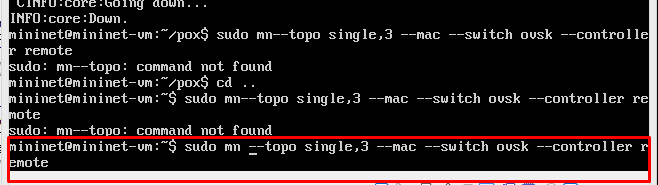 CINFO:core:Going down...
INFO:core:Down.
mininet@mininet-vm:~/pox$ sudo mn--topo single,3 --mac --switch ovsk --controlle
r remote
sudo: mn--topo: command not found
mininet@mininet-vm:~/pox$ cd ..
mininet@mininet-vm:~$ sudo mn--topo single,3 --mac --switch ovsk --controller re
mote
sudo: mn--topo: command not found
mininet@mininet-vm:~$ sudo mn --topo single,3 --mac --switch ovsk --controller r
emote